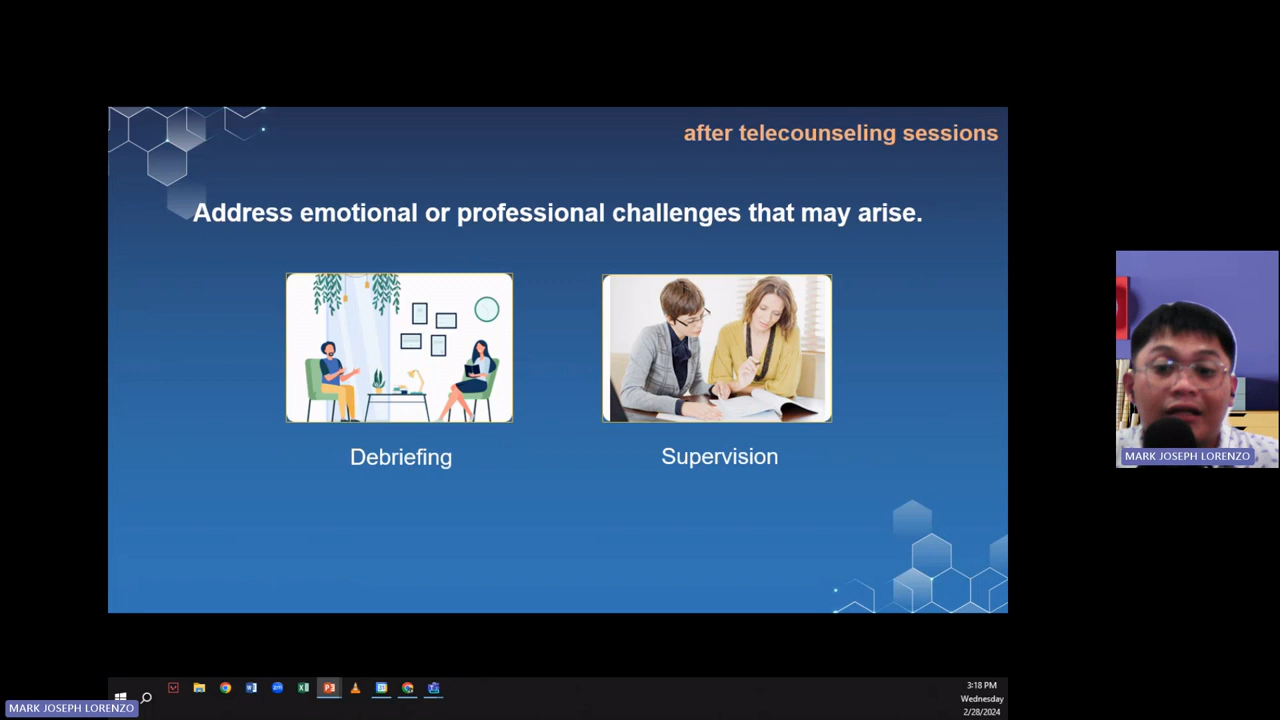 after telecounseling sessions
Address emotional or professional challenges that may arise.
Debriefing
Supervision
MARK JOSEPH LORENZO
3:18 PM
Wednesday
2/28/2024
MARK JOSEPH LORENZO